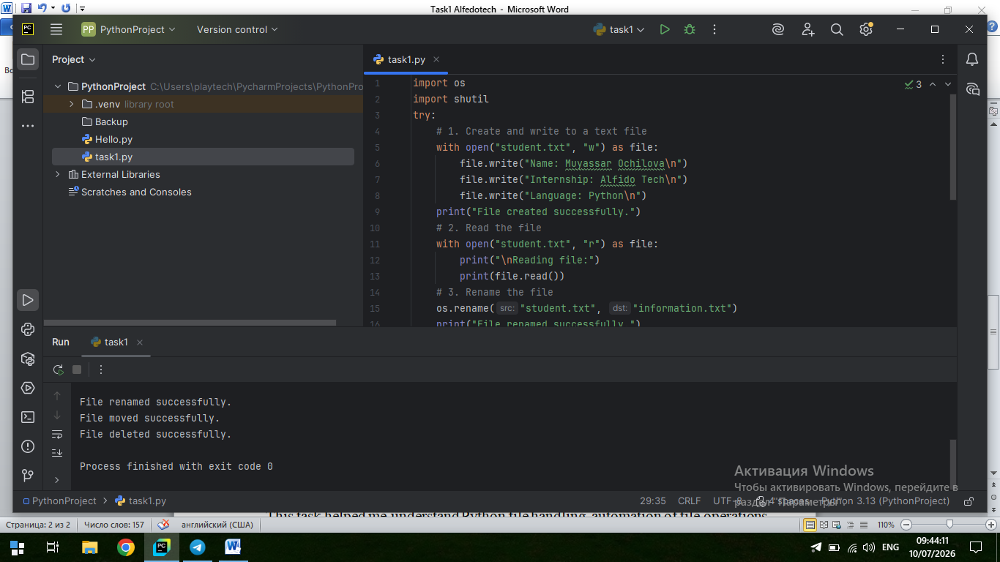 Task1 Alfedotech - Microsoft Word
PP PythonProject Version control task1
Project
task1.py
PythonProject C:\Users\playtech\PycharmProjects\PythonPro
.venv library root
Backup
Hello.py
task1.py
External Libraries
Scratches and Consoles
3
1 import os
2 import shutil
3 try:
4 # 1. Create and write to a text file
5 with open("student.txt", "w") as file:
6 file.write("Name: Muyassar Ochilova\n")
7 file.write("Internship: Alfido Tech\n")
8 file.write("Language: Python\n")
9 print("File created successfully.")
10 # 2. Read the file
11 with open("student.txt", "r") as file:
12 print("\nReading file:")
13 print(file.read())
14 # 3. Rename the file
15 os.rename(src: "student.txt", dst: "information.txt")
16 print("File renamed successfully.")
Run task1
File renamed successfully.
File moved successfully.
File deleted successfully.
Process finished with exit code 0
Активация Windows
Чтобы активировать Windows, перейдите в
раздел "Параметры".
PythonProject task1.py
29:35 CRLF UTF-8 4 spaces Python 3.13 (PythonProject)
This task helped me understand Python file handling, automation of file operations
Страница: 2 из 2 Число слов: 157 английский (США) 110%
ENG
09:44:11
10/07/2026